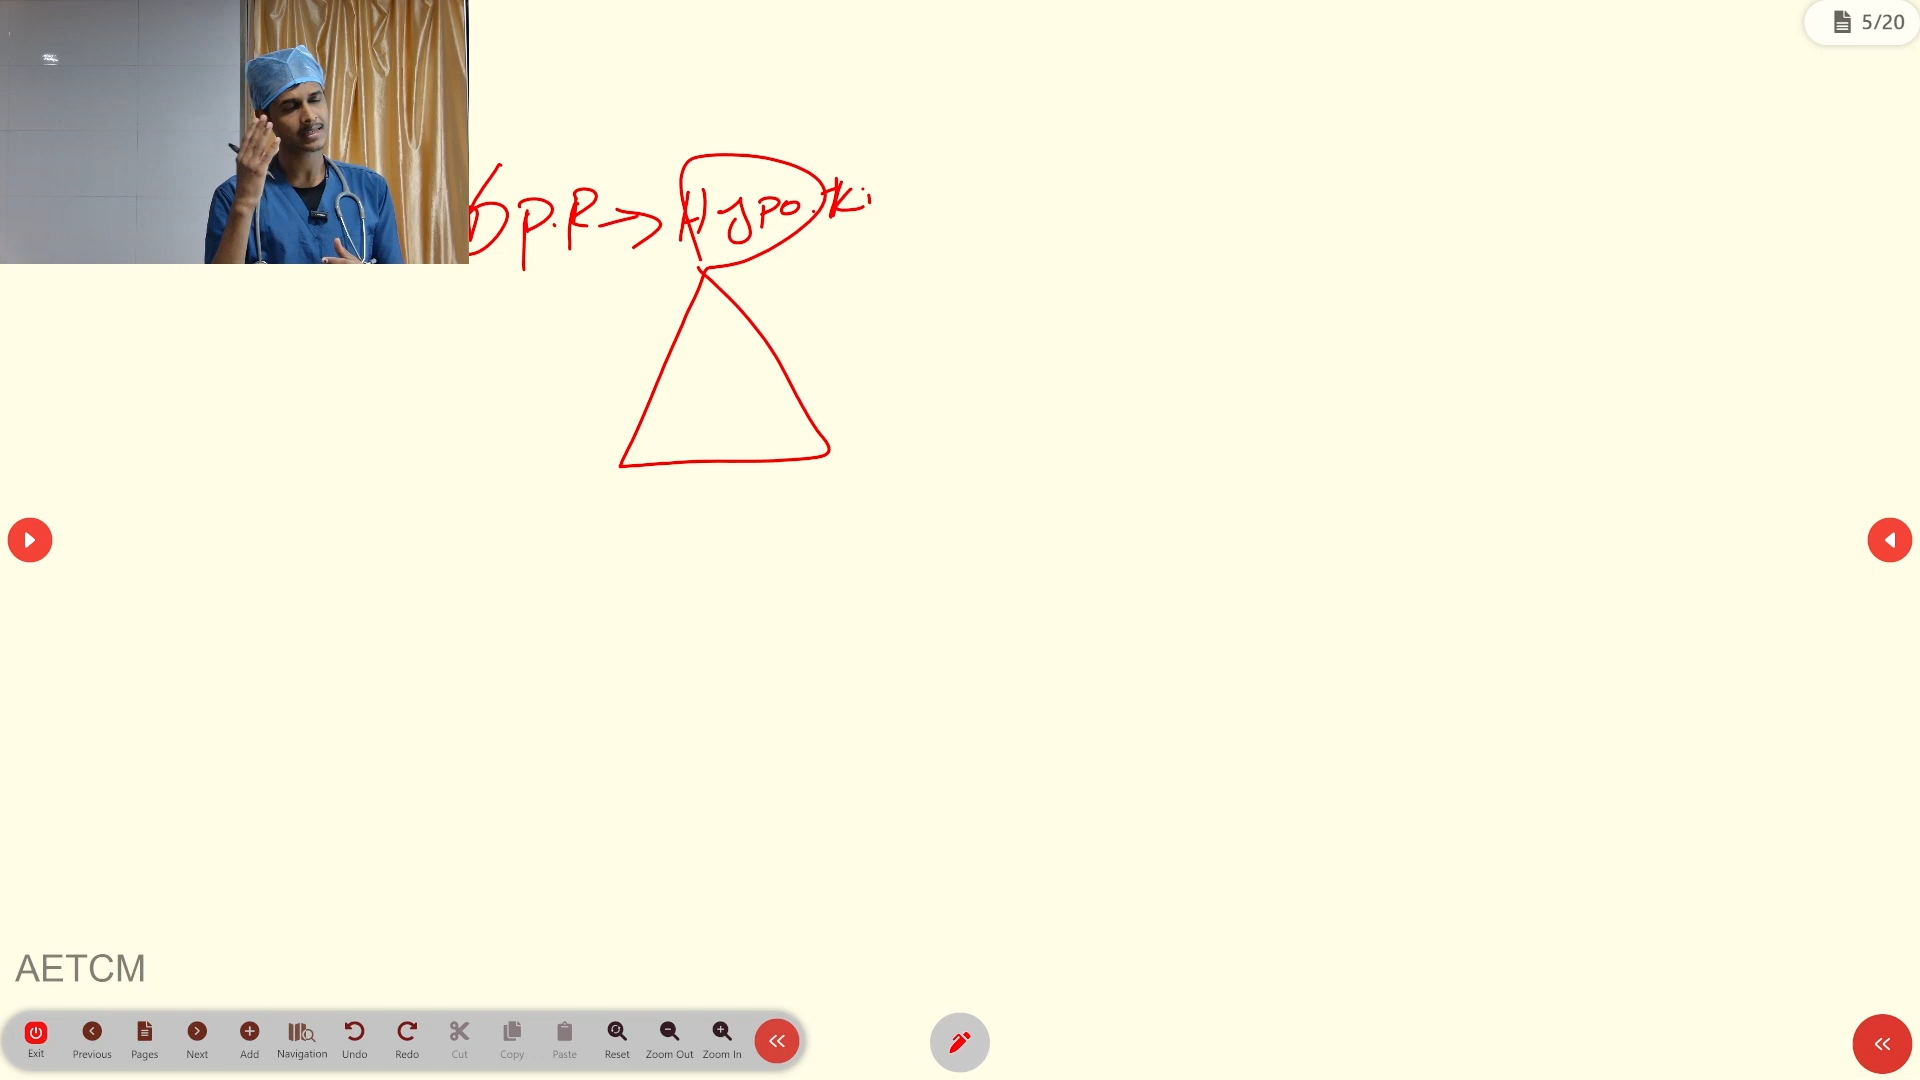 5/20
P.R → Hypo.Ki
AETCM
Exit Previous Pages Next Add Navigation Undo Redo Cut Copy Paste Reset Zoom Out Zoom In